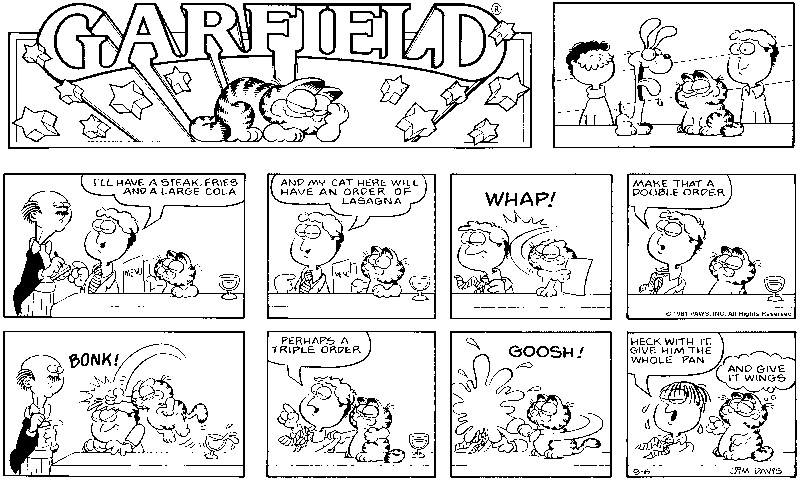 GARFIELD®
I'LL HAVE A STEAK, FRIES
AND A LARGE COLA
MENU
AND MY CAT HERE WILL
HAVE AN ORDER OF
LASAGNA
MENU
WHAP!
MAKE THAT A
DOUBLE ORDER
© 1981 PAWS, INC. All Rights Reserved
BONK!
PERHAPS A
TRIPLE ORDER
GOOSH!
HECK WITH IT.
GIVE HIM THE
WHOLE PAN
AND GIVE
IT WINGS
8-6
JIM DAVIS